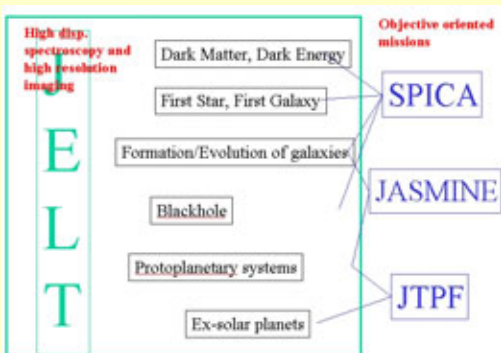 High disp.
spectroscopy and
high resolution
imaging
J
E
L
T
Dark Matter, Dark Energy
First Star, First Galaxy
Formation/Evolution of galaxies
Blackhole
Protoplanetary systems
Ex-solar planets
Objective oriented
missions
SPICA
JASMINE
JTPF